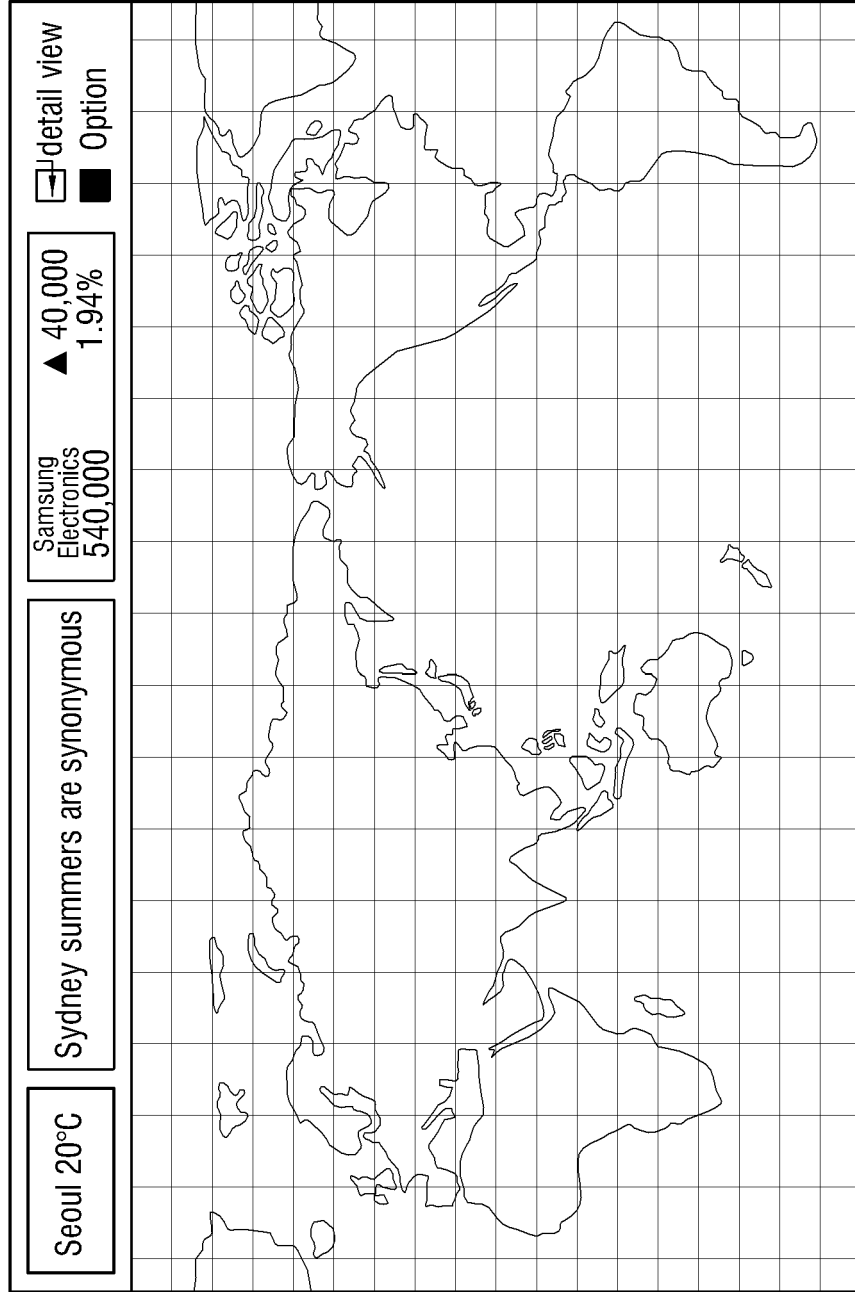 Seoul 20°C
Sydney summers are synonymous
Samsung
Electronics
540,000
▲ 40,000
1.94%
detail view
Option